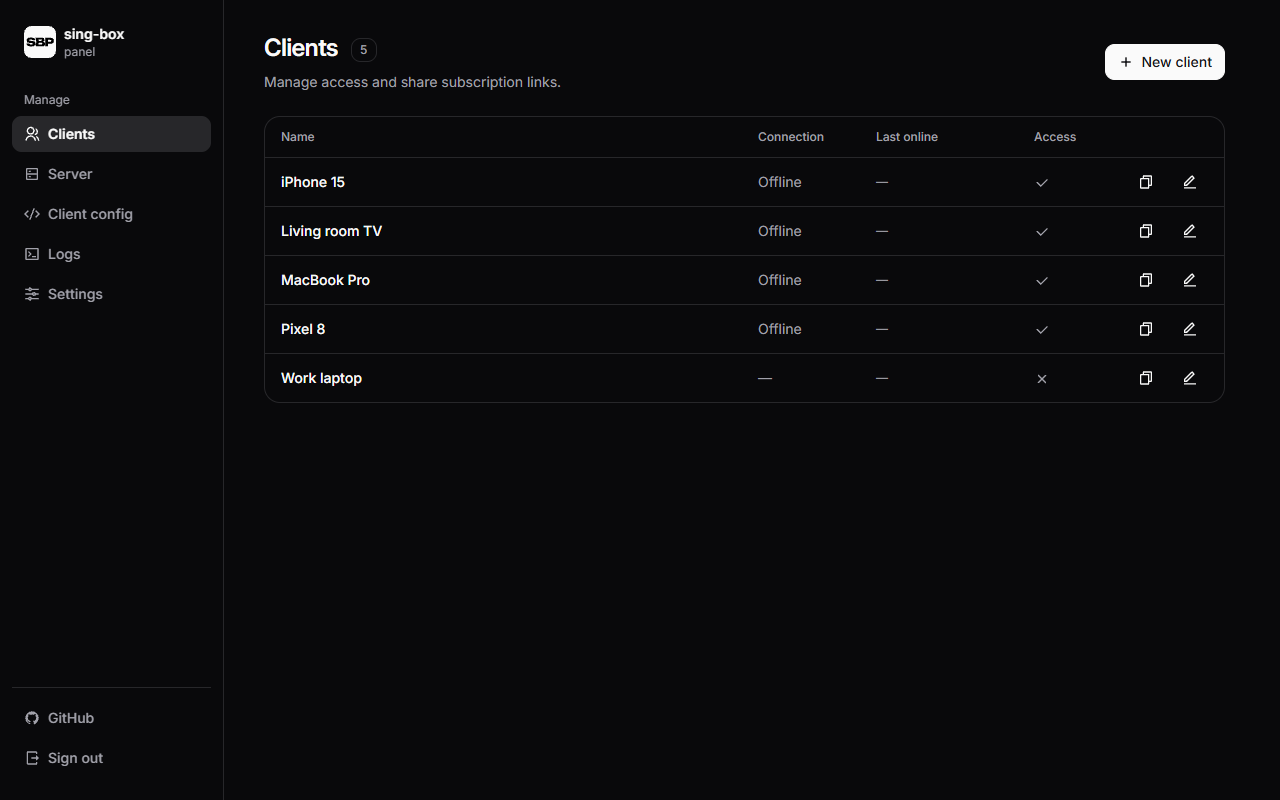 SBP
sing-box
panel
Manage
Clients
Server
Client config
Logs
Settings
GitHub
Sign out
Clients 5
Manage access and share subscription links.
+ New client
Name Connection Last online Access
iPhone 15 Offline —
Living room TV Offline —
MacBook Pro Offline —
Pixel 8 Offline —
Work laptop — —